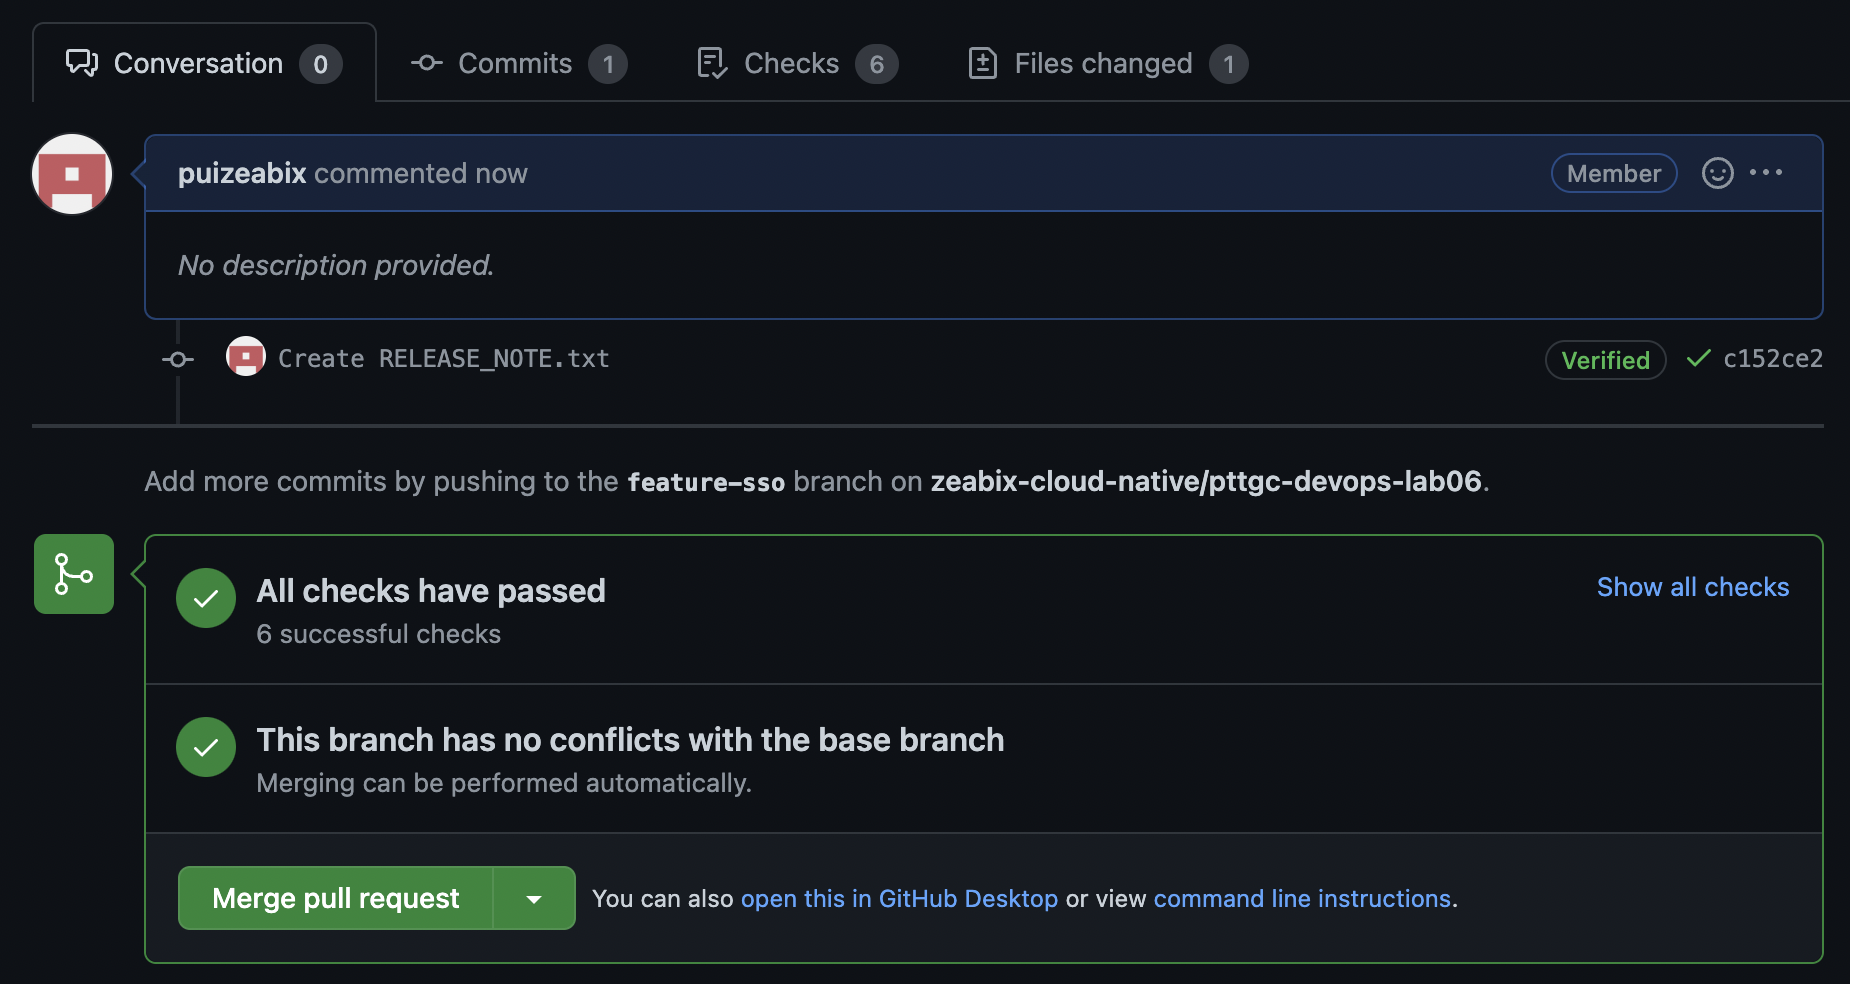 Conversation 0 Commits 1 Checks 6 Files changed 1
puizeabix commented now Member
No description provided.
Create RELEASE_NOTE.txt Verified c152ce2
Add more commits by pushing to the feature-sso branch on zeabix-cloud-native/pttgc-devops-lab06.
All checks have passed Show all checks
6 successful checks
This branch has no conflicts with the base branch
Merging can be performed automatically.
Merge pull request You can also open this in GitHub Desktop or view command line instructions.